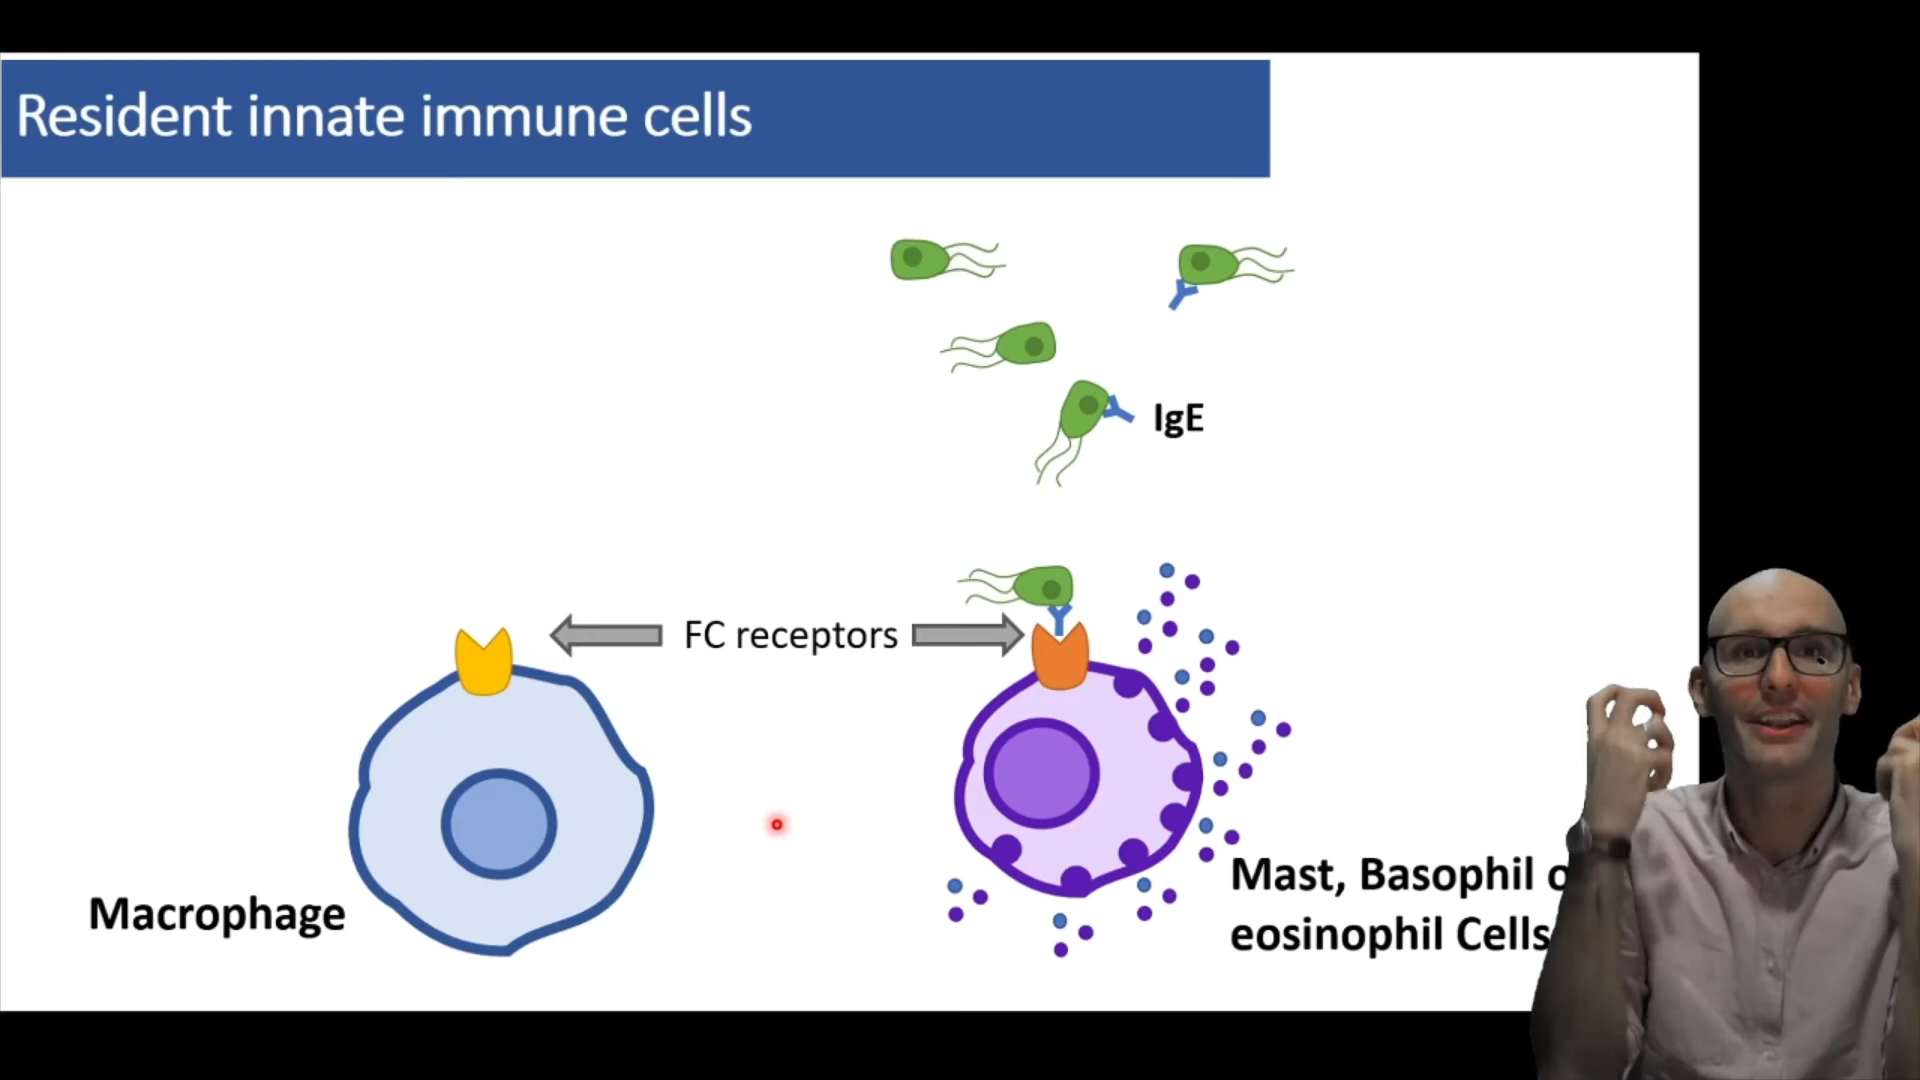 Resident innate immune cells
IgE
FC receptors
Macrophage
Mast, Basophil
eosinophil Cells